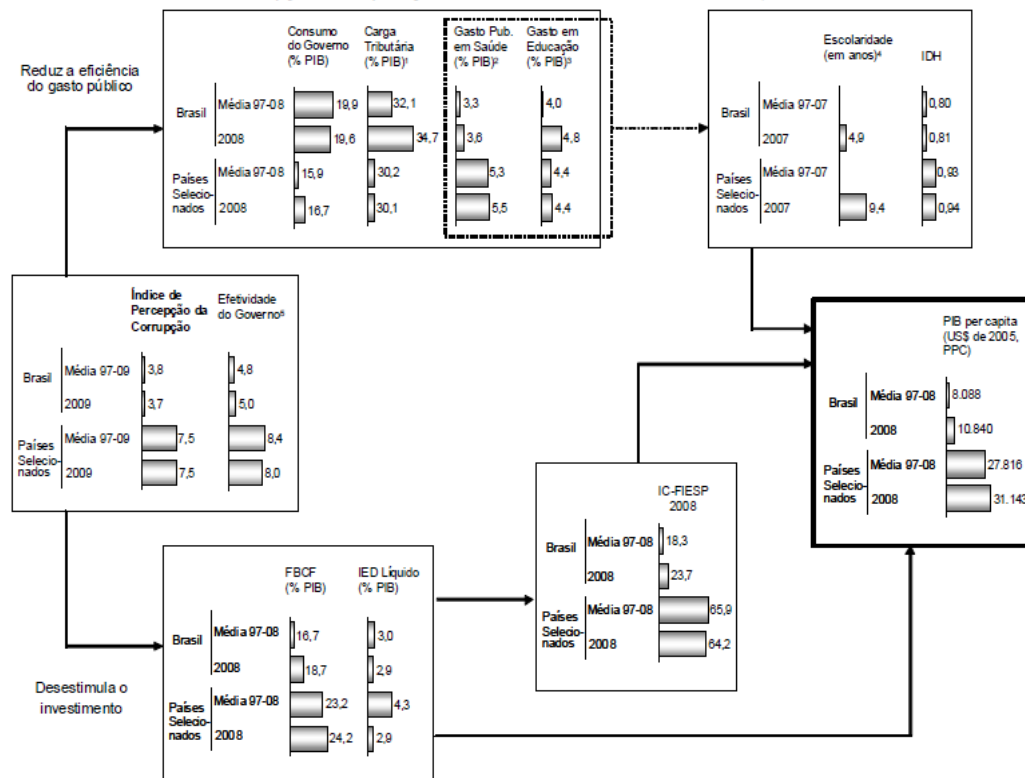 Reduz a eficiência
do gasto público
Consumo
do Governo
(% PIB)
Carga
Tributária
(% PIB)¹
Gasto Pub.
em Saúde
(% PIB)²
Gasto em
Educação
(% PIB)³
Brasil
Média 97-08 19,9 32,1 3,3 4,0
2008 19,6 34,7 3,6 4,8
Países
Selecio-
nados
Média 97-08 15,9 30,2 5,3 4,4
2008 16,7 30,1 5,5 4,4
Escolaridade
(em anos)⁴
IDH
Brasil
Média 97-07 0,80
2007 4,9 0,81
Países
Selecio-
nados
Média 97-07 0,93
2007 9,4 0,94
Índice de
Percepção da
Corrupção
Efetividade
do Governo⁵
Brasil
Média 97-09 3,8 4,8
2009 3,7 5,0
Países
Selecio-
nados
Média 97-09 7,5 8,4
2009 7,5 8,0
PIB per capita
(US$ de 2005,
PPC)
Brasil
Média 97-08 8.088
2008 10.840
Países
Selecio-
nados
Média 97-08 27.816
2008 31.143
IC-FIESP
2008
Brasil
Média 97-08 18,3
2008 23,7
Países
Selecio-
nados
Média 97-08 65,9
2008 64,2
Desestimula o
investimento
FBCF
(% PIB)
IED Líquido
(% PIB)
Brasil
Média 97-08 16,7 3,0
2008 18,7 2,9
Países
Selecio-
nados
Média 97-08 23,2 4,3
2008 24,2 2,9